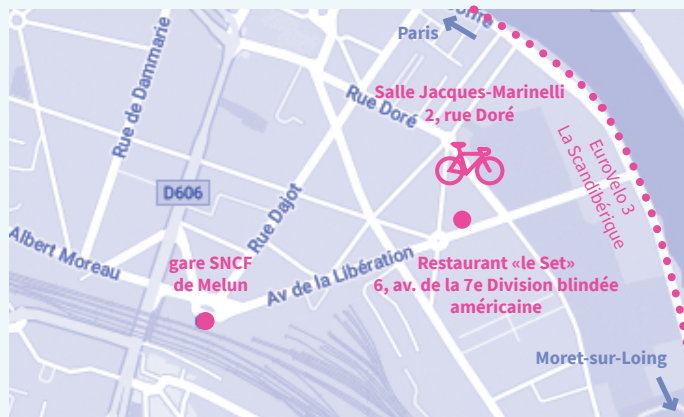 Paris
Salle Jacques-Marinelli
2, rue Doré
Rue de Dammarie
Rue Doré
EuroVelo 3
La Scandibérique
D606
Rue Dajot
Albert Moreau
gare SNCF
de Melun
Av de la Libération
Restaurant «le Set»
6, av. de la 7e Division blindée
américaine
Moret-sur-Loing